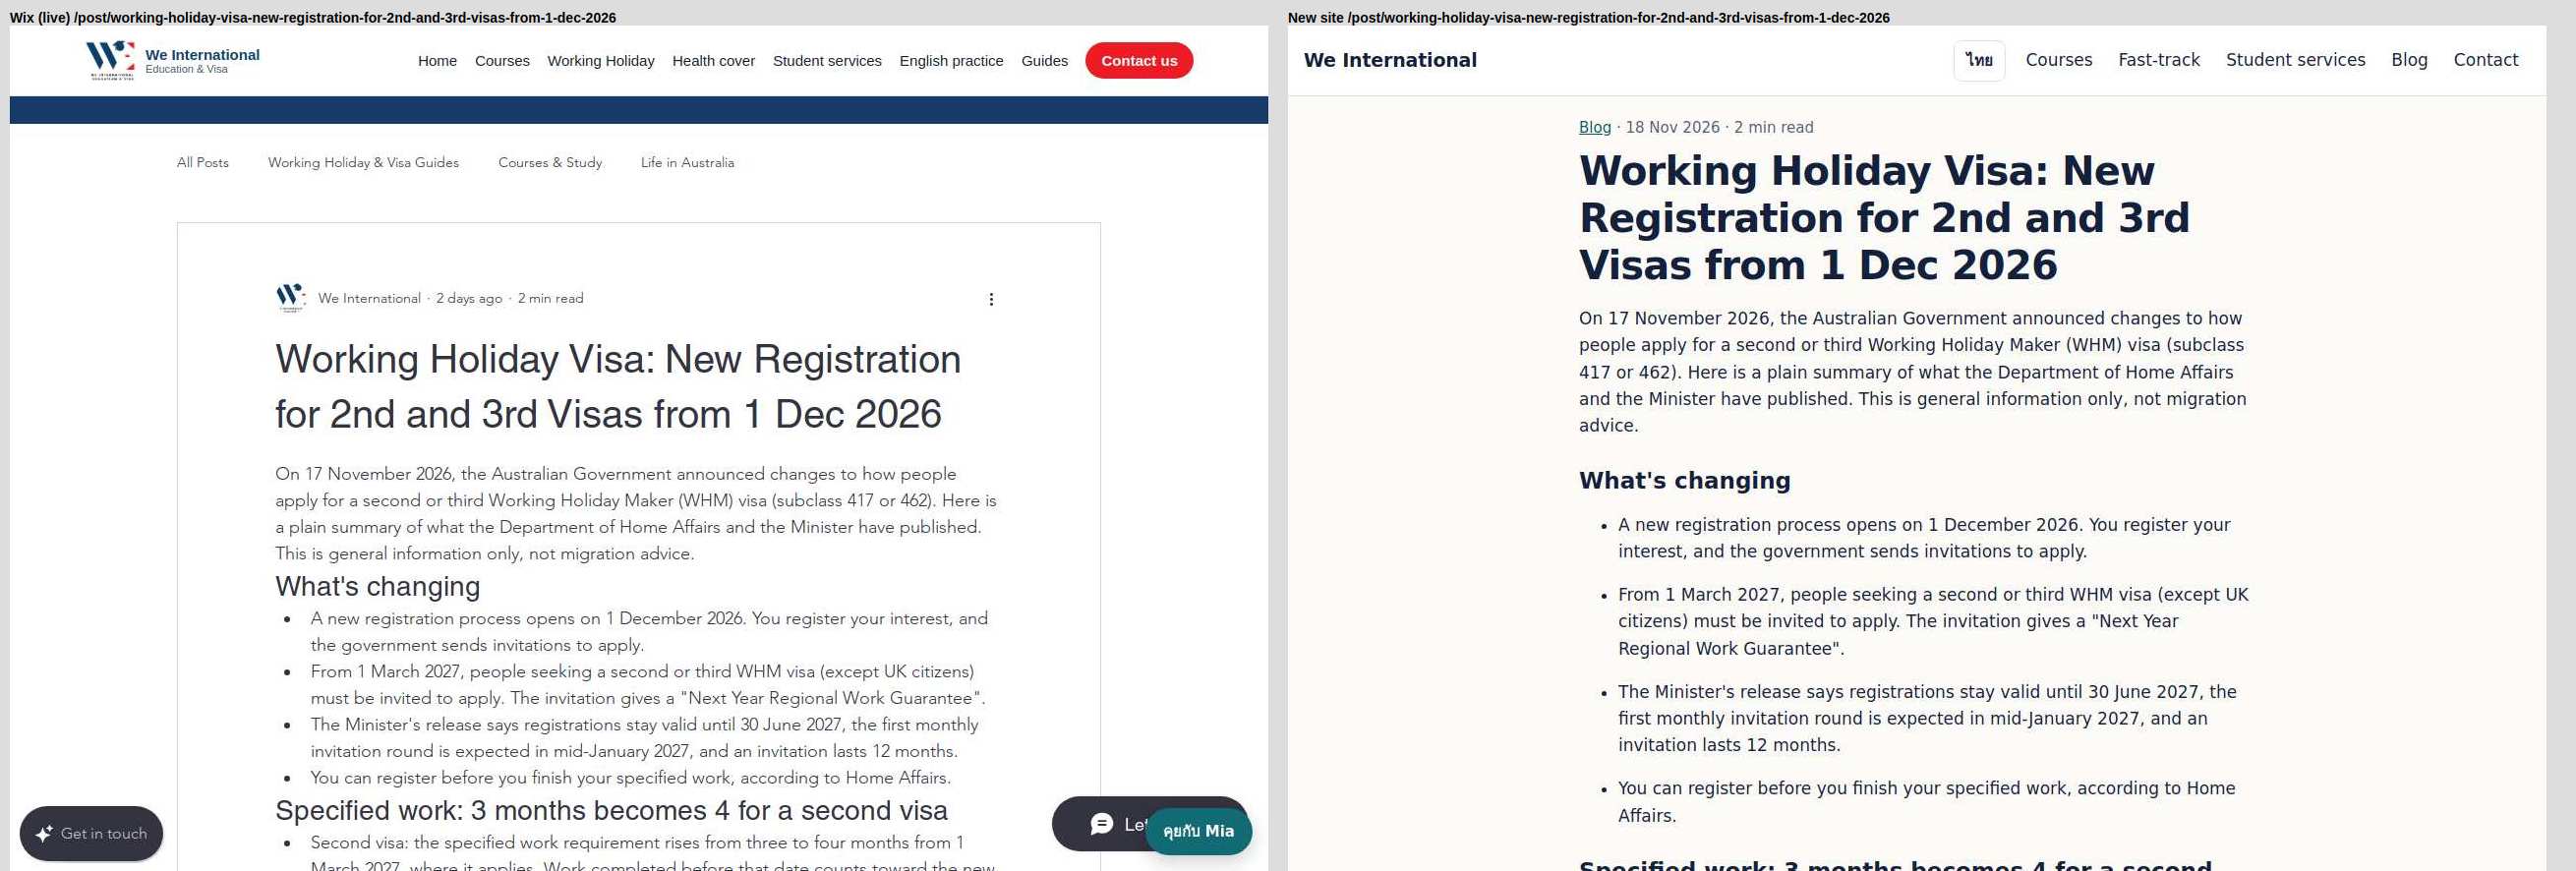 Wix (live) /post/working-holiday-visa-new-registration-for-2nd-and-3rd-visas-from-1-dec-2026
We International
Education & Visa
Home
Courses
Working Holiday
Health cover
Student services
English practice
Guides
Contact us
All Posts
Working Holiday & Visa Guides
Courses & Study
Life in Australia
We International · 2 days ago · 2 min read
Working Holiday Visa: New Registration
for 2nd and 3rd Visas from 1 Dec 2026
On 17 November 2026, the Australian Government announced changes to how people
apply for a second or third Working Holiday Maker (WHM) visa (subclass 417 or 462). Here is
a plain summary of what the Department of Home Affairs and the Minister have published.
This is general information only, not migration advice.
What's changing
• A new registration process opens on 1 December 2026. You register your interest, and
the government sends invitations to apply.
• From 1 March 2027, people seeking a second or third WHM visa (except UK citizens)
must be invited to apply. The invitation gives a "Next Year Regional Work Guarantee".
• The Minister's release says registrations stay valid until 30 June 2027, the first monthly
invitation round is expected in mid-January 2027, and an invitation lasts 12 months.
• You can register before you finish your specified work, according to Home Affairs.
Specified work: 3 months becomes 4 for a second visa
• Second visa: the specified work requirement rises from three to four months from 1
March 2027, where it applies. Work completed before that date counts toward the new
Get in touch
คุยกับ Mia
New site /post/working-holiday-visa-new-registration-for-2nd-and-3rd-visas-from-1-dec-2026
We International
ไทย
Courses
Fast-track
Student services
Blog
Contact
Blog · 18 Nov 2026 · 2 min read
Working Holiday Visa: New
Registration for 2nd and 3rd
Visas from 1 Dec 2026
On 17 November 2026, the Australian Government announced changes to how
people apply for a second or third Working Holiday Maker (WHM) visa (subclass
417 or 462). Here is a plain summary of what the Department of Home Affairs
and the Minister have published. This is general information only, not migration
advice.
What's changing
• A new registration process opens on 1 December 2026. You register your
interest, and the government sends invitations to apply.
• From 1 March 2027, people seeking a second or third WHM visa (except UK
citizens) must be invited to apply. The invitation gives a "Next Year
Regional Work Guarantee".
• The Minister's release says registrations stay valid until 30 June 2027, the
first monthly invitation round is expected in mid-January 2027, and an
invitation lasts 12 months.
• You can register before you finish your specified work, according to Home
Affairs.
Specified work: 3 months becomes 4 for a second